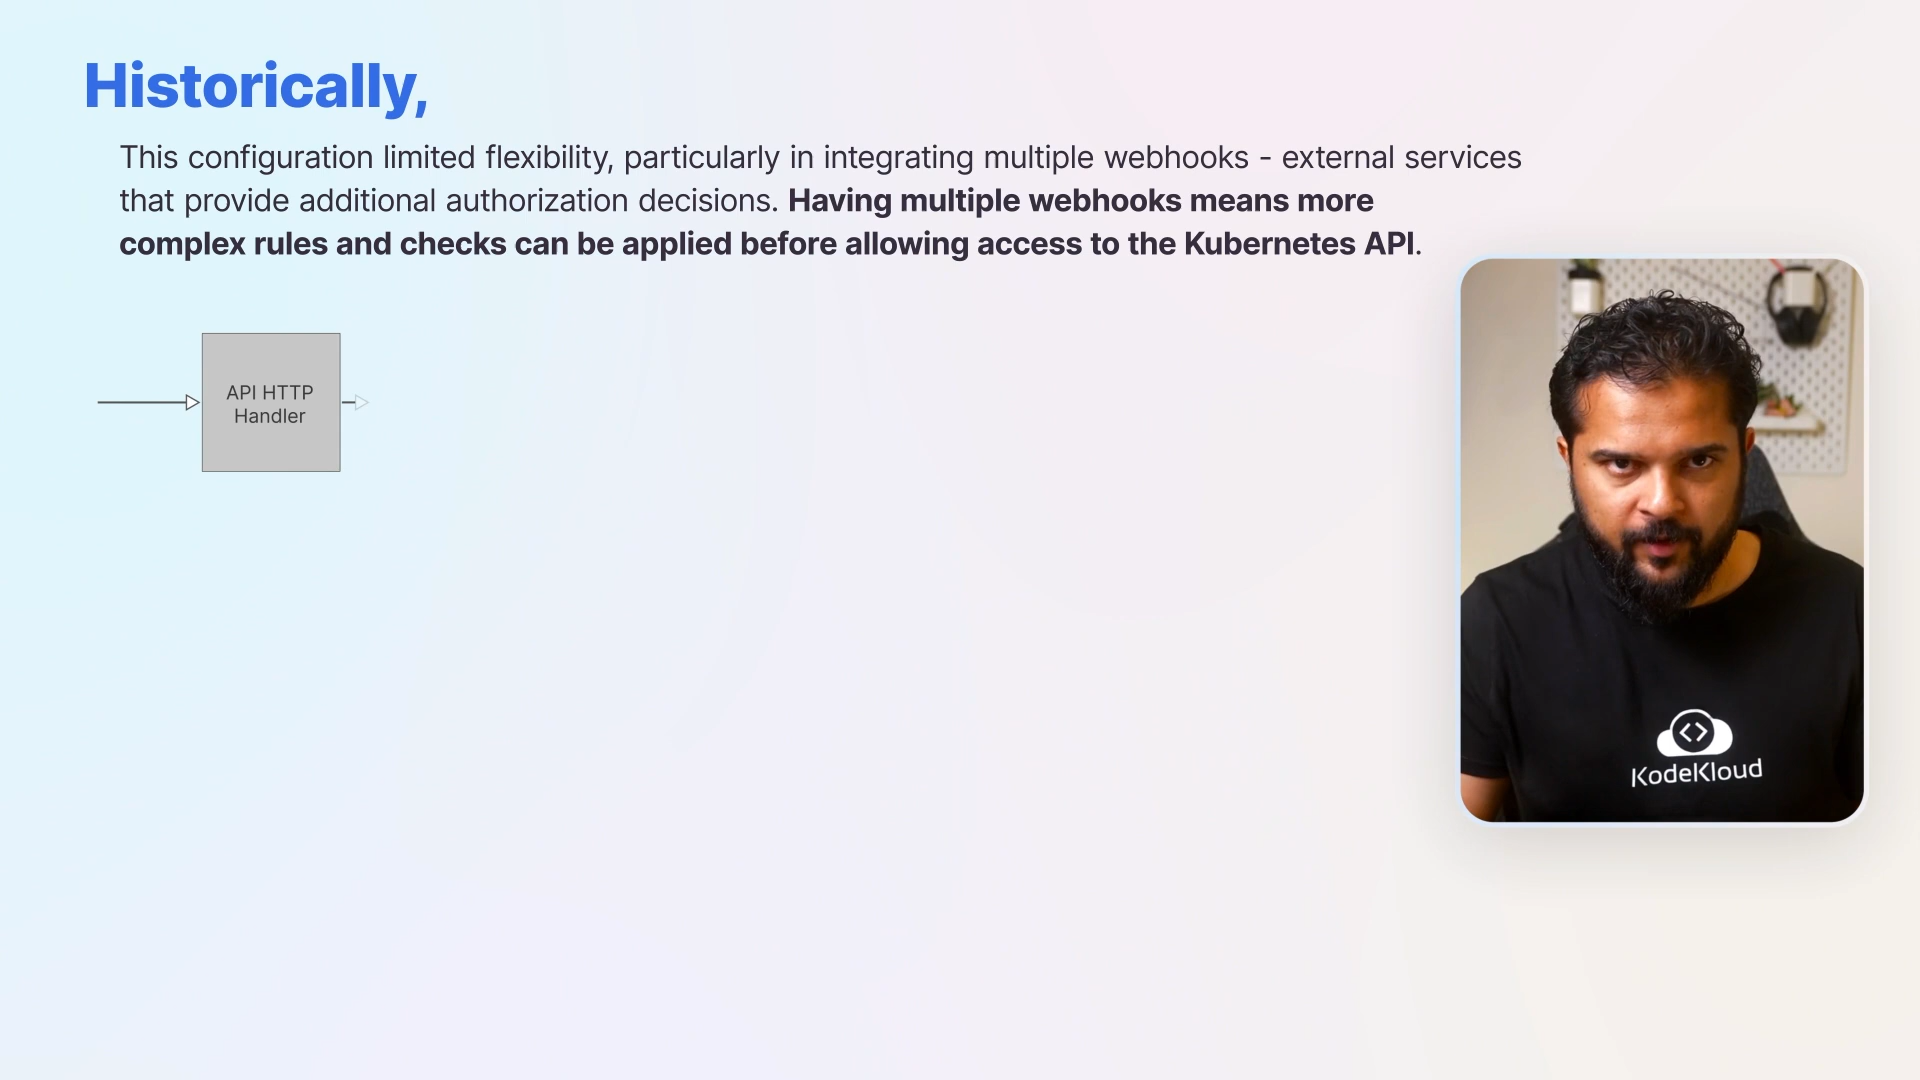 Historically,
This configuration limited flexibility, particularly in integrating multiple webhooks - external services
that provide additional authorization decisions. Having multiple webhooks means more
complex rules and checks can be applied before allowing access to the Kubernetes API.
API HTTP
Handler
KodeKloud